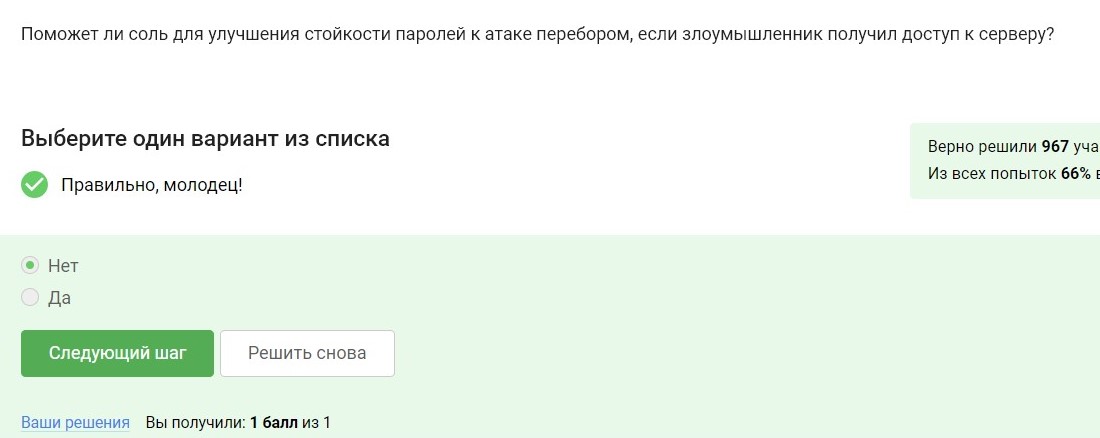 Поможет ли соль для улучшения стойкости паролей к атаке перебором, если злоумышленник получил доступ к серверу?
Выберите один вариант из списка
Правильно, молодец!
Верно решили 967 уча
Из всех попыток 66% в
Нет
Да
Следующий шаг
Решить снова
Ваши решения Вы получили: 1 балл из 1